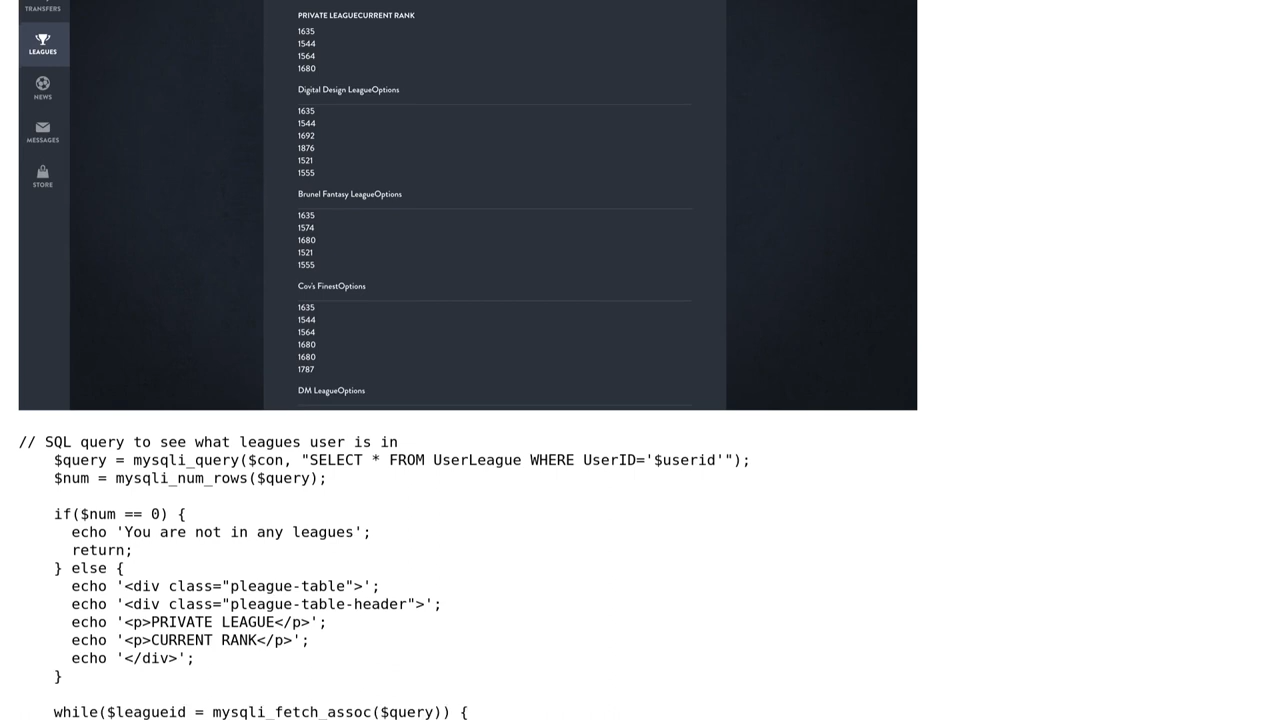 TRANSFERS
LEAGUES
NEWS
MESSAGES
STORE
PRIVATE LEAGUECURRENT RANK
1635
1544
1564
1680
Digital Design LeagueOptions
1635
1544
1692
1876
1521
1555
Brunel Fantasy LeagueOptions
1635
1574
1680
1521
1555
Cov's FinestOptions
1635
1544
1564
1680
1680
1787
DM LeagueOptions
// SQL query to see what leagues user is in
    $query = mysqli_query($con, "SELECT * FROM UserLeague WHERE UserID='$userid'");
    $num = mysqli_num_rows($query);

    if($num == 0) {
      echo 'You are not in any leagues';
      return;
    } else {
      echo '<div class="pleague-table">';
      echo '<div class="pleague-table-header">';
      echo '<p>PRIVATE LEAGUE</p>';
      echo '<p>CURRENT RANK</p>';
      echo '</div>';
    }

    while($leagueid = mysqli_fetch_assoc($query)) {